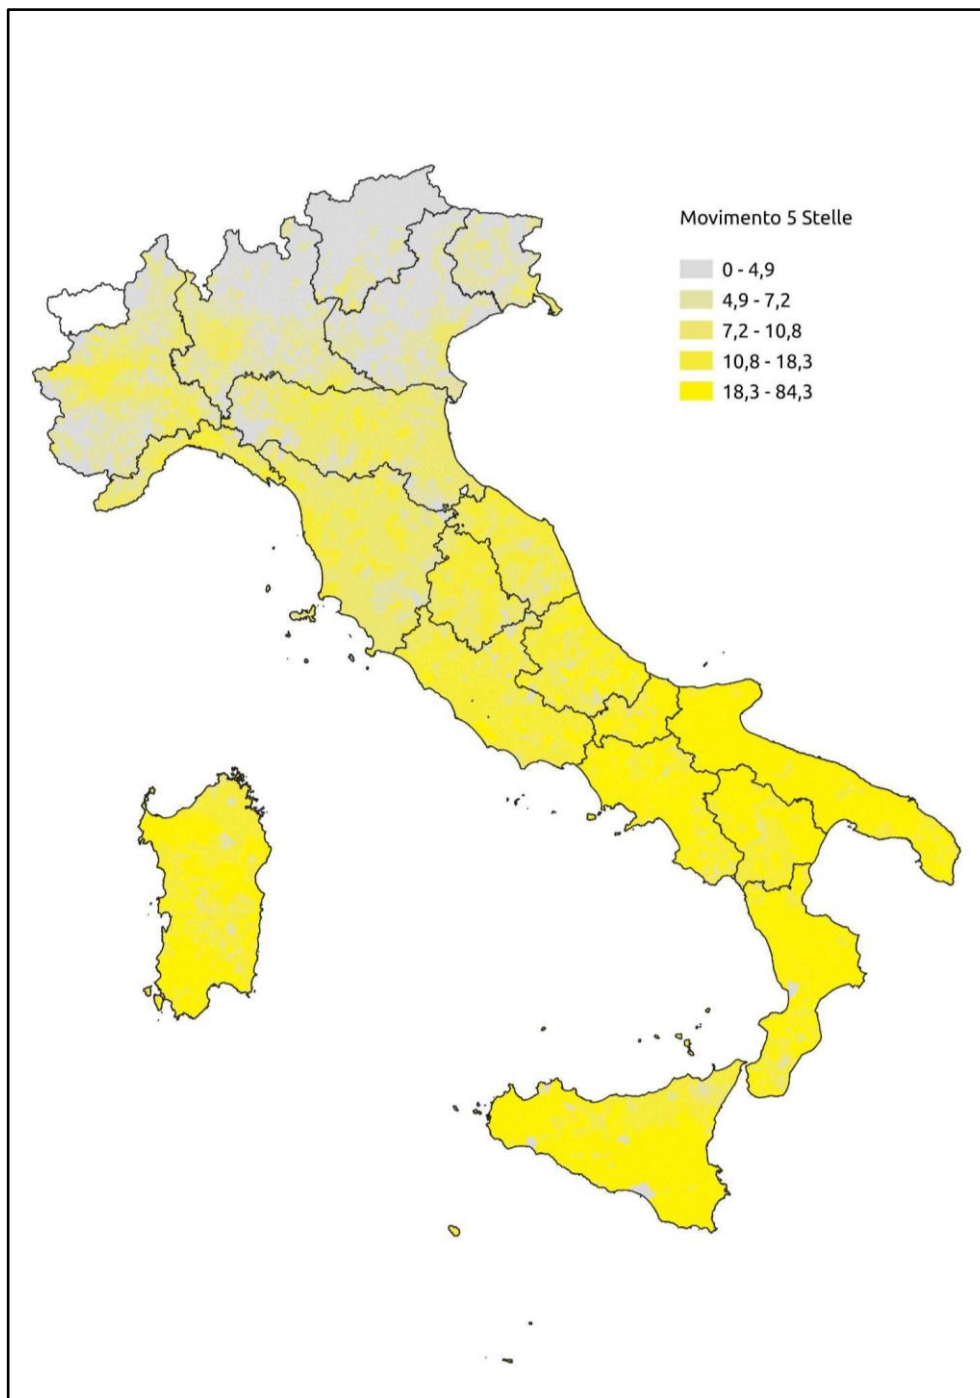 Movimento 5 Stelle
0 - 4,9
4,9 - 7,2
7,2 - 10,8
10,8 - 18,3
18,3 - 84,3